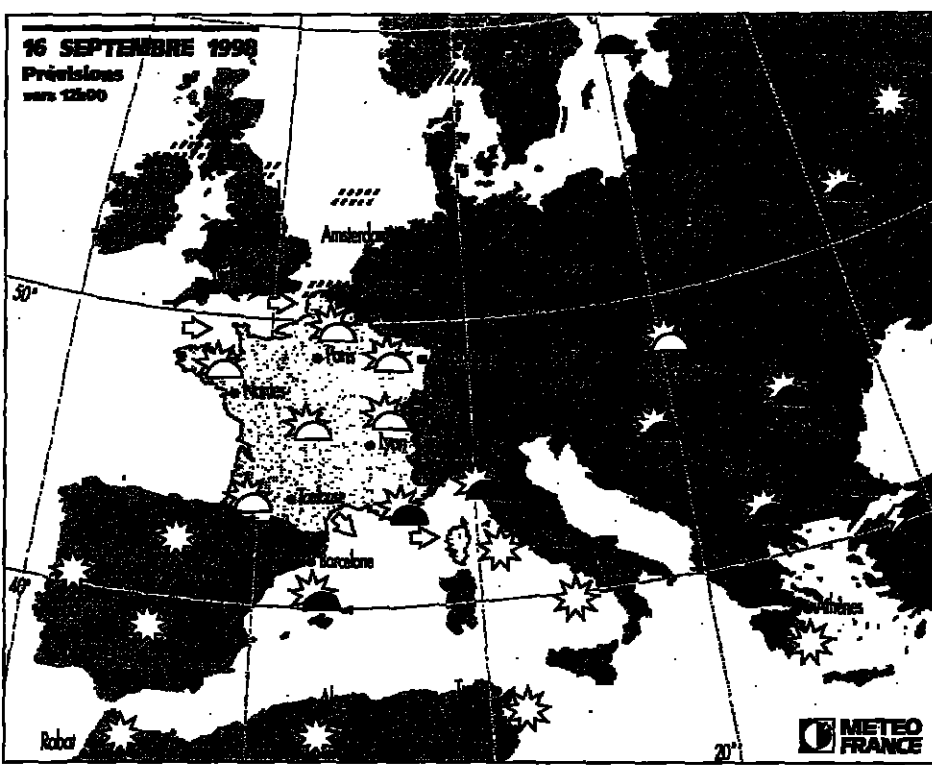 16 SEPTEMBRE 1998
Prévisions
vers 12h00
Amsterdam
50°
Paris
Nantes
Lyon
Toulouse
Barcelone
40°
Athènes
Rabat
20°
METEO
FRANCE